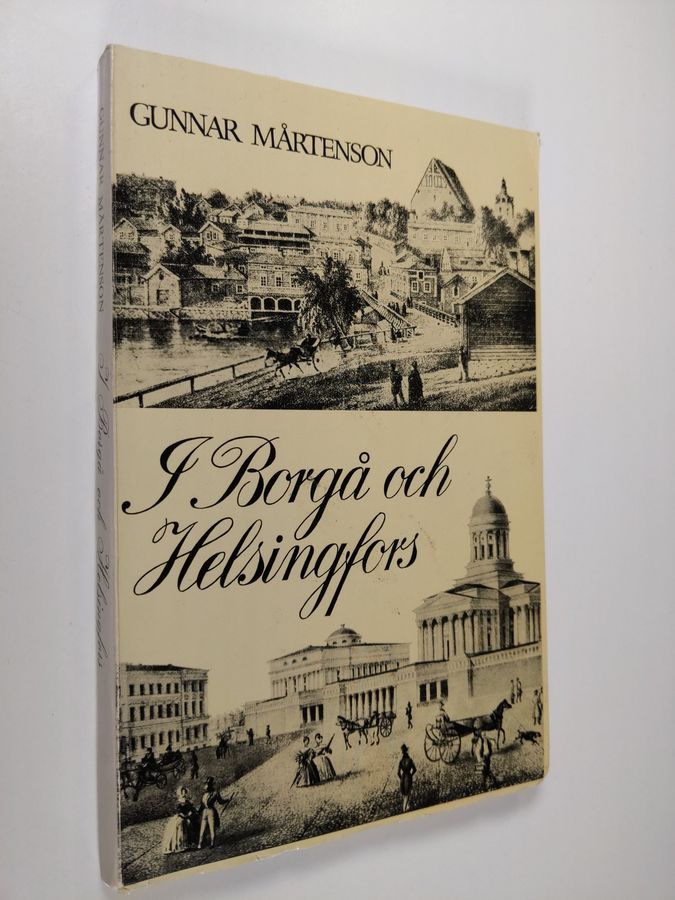 GUNNAR MÅRTENSON
I Borgå och
Helsingfors
GUNNAR MÅRTENSON I Borgå och Helsingfors